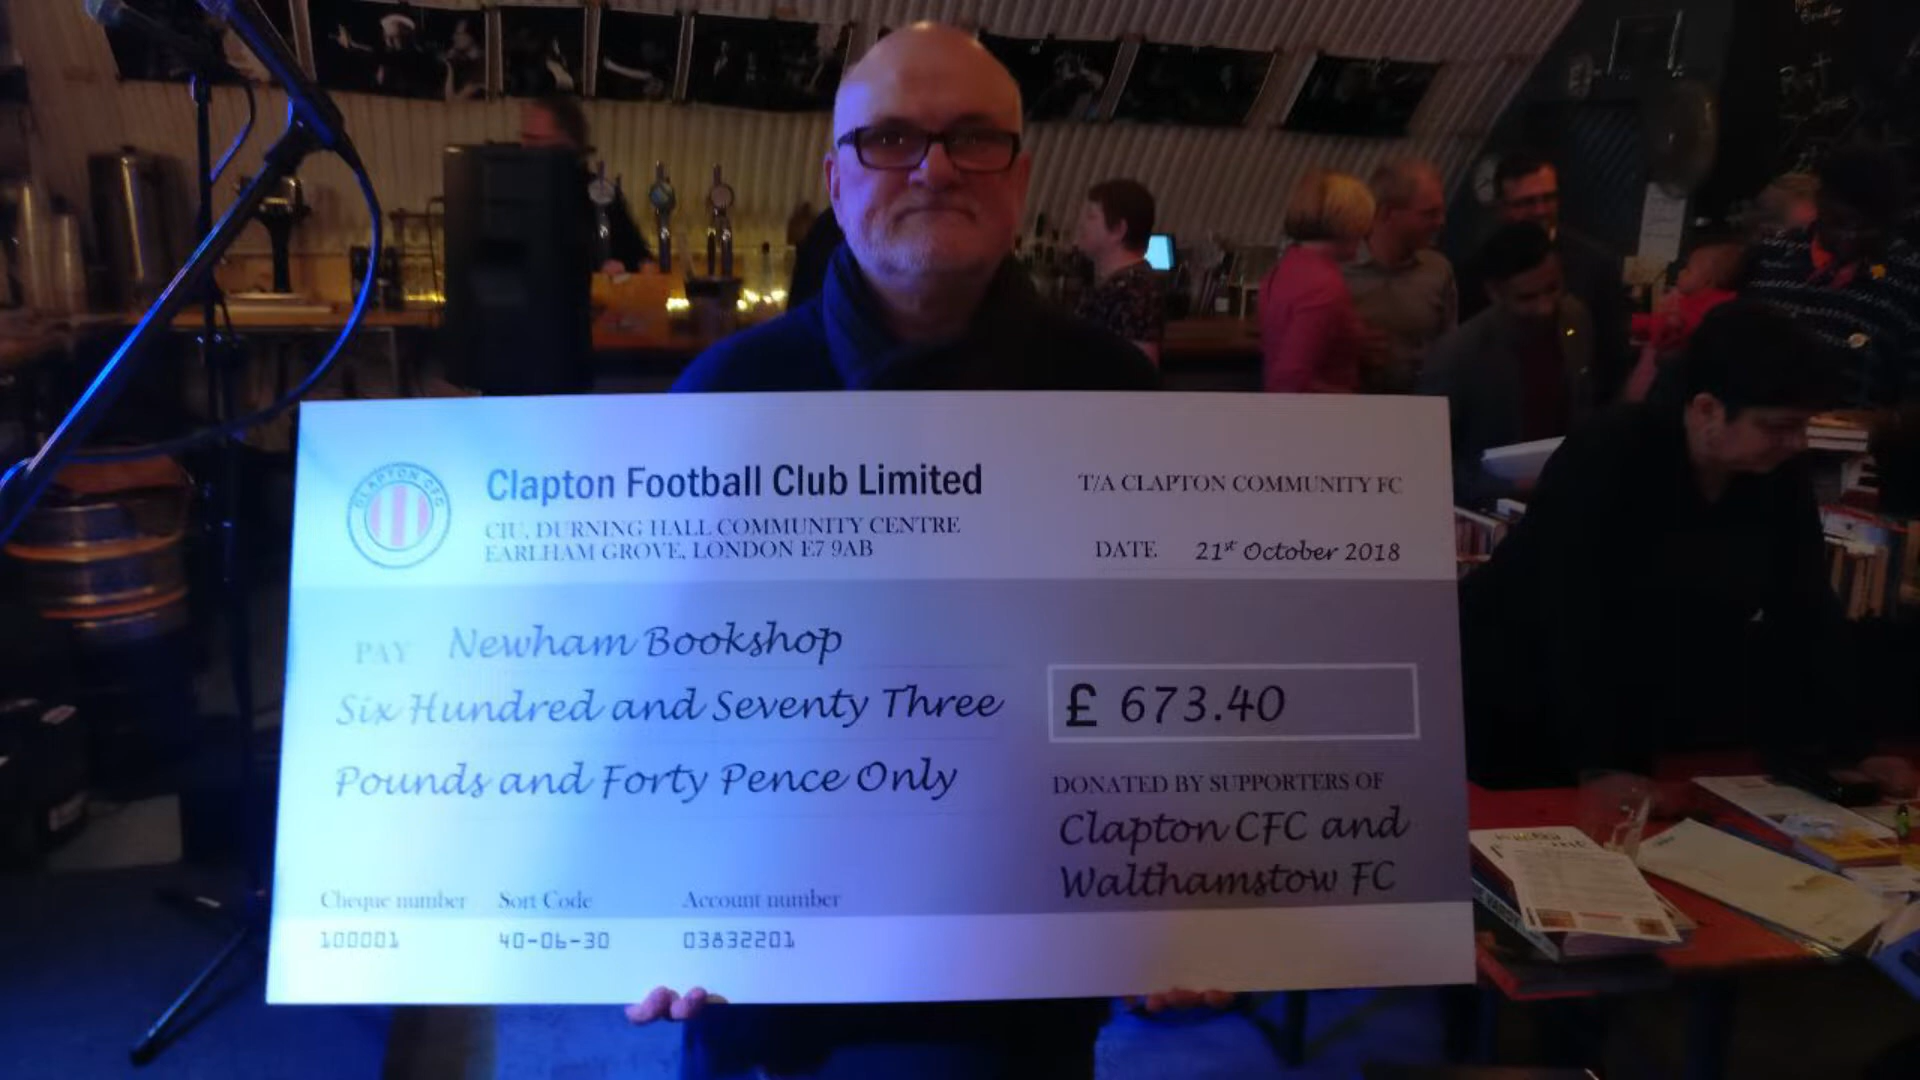 CLAPTON CFC
Clapton Football Club Limited
CIU, DURNING HALL COMMUNITY CENTRE
EARLHAM GROVE, LONDON E7 9AB
T/A CLAPTON COMMUNITY FC
DATE 21st October 2018
PAY Newham Bookshop
Six Hundred and Seventy Three
Pounds and Forty Pence Only
£ 673.40
DONATED BY SUPPORTERS OF
Clapton CFC and
Walthamstow FC
Cheque number Sort Code Account number
100001 40-06-30 03832201